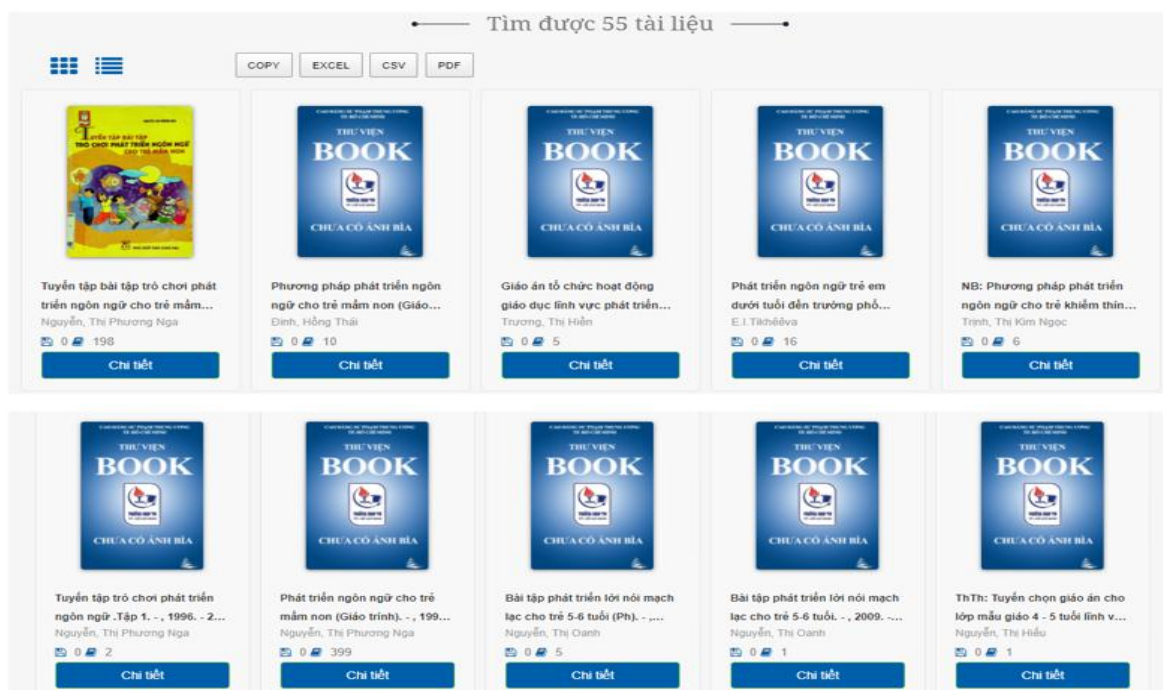 Tìm được 55 tài liệu
COPY EXCEL CSV PDF
TRÒ CHƠI PHÁT TRIỂN NGÔN NGỮ
CHO TRẺ MẦM NON
THƯ VIỆN
BOOK
CHƯA CÓ ẢNH BÌA
THƯ VIỆN
BOOK
CHƯA CÓ ẢNH BÌA
THƯ VIỆN
BOOK
CHƯA CÓ ẢNH BÌA
THƯ VIỆN
BOOK
CHƯA CÓ ẢNH BÌA
Tuyển tập bài tập trò chơi phát
triển ngôn ngữ cho trẻ mầm...
Nguyễn, Thị Phương Nga
0 198
Chi tiết
Phương pháp phát triển ngôn
ngữ cho trẻ mầm non (Giáo...
Đinh, Hồng Thái
0 10
Chi tiết
Giáo án tổ chức hoạt động
giáo dục lĩnh vực phát triển...
Trương, Thị Hiền
0 5
Chi tiết
Phát triển ngôn ngữ trẻ em
dưới tuổi đến trường phổ...
E.I.Tikhêêva
0 16
Chi tiết
NB: Phương pháp phát triển
ngôn ngữ cho trẻ khiếm thín...
Trịnh, Thị Kim Ngọc
0 6
Chi tiết
THƯ VIỆN
BOOK
CHƯA CÓ ẢNH BÌA
THƯ VIỆN
BOOK
CHƯA CÓ ẢNH BÌA
THƯ VIỆN
BOOK
CHƯA CÓ ẢNH BÌA
THƯ VIỆN
BOOK
CHƯA CÓ ẢNH BÌA
THƯ VIỆN
BOOK
CHƯA CÓ ẢNH BÌA
Tuyển tập trò chơi phát triển
ngôn ngữ .Tập 1. - , 1996. - 2...
Nguyễn, Thị Phương Nga
0 2
Chi tiết
Phát triển ngôn ngữ cho trẻ
mầm non (Giáo trình). - , 199...
Nguyễn, Thị Phương Nga
0 399
Chi tiết
Bài tập phát triển lời nói mạch
lạc cho trẻ 5-6 tuổi (Ph). - ,...
Nguyễn, Thị Oanh
0 5
Chi tiết
Bài tập phát triển lời nói mạch
lạc cho trẻ 5-6 tuổi. - , 2009. -...
Nguyễn, Thị Oanh
0 1
Chi tiết
ThTh: Tuyển chọn giáo án cho
lớp mẫu giáo 4 - 5 tuổi lĩnh v...
Nguyễn, Thị Hiếu
0 1
Chi tiết